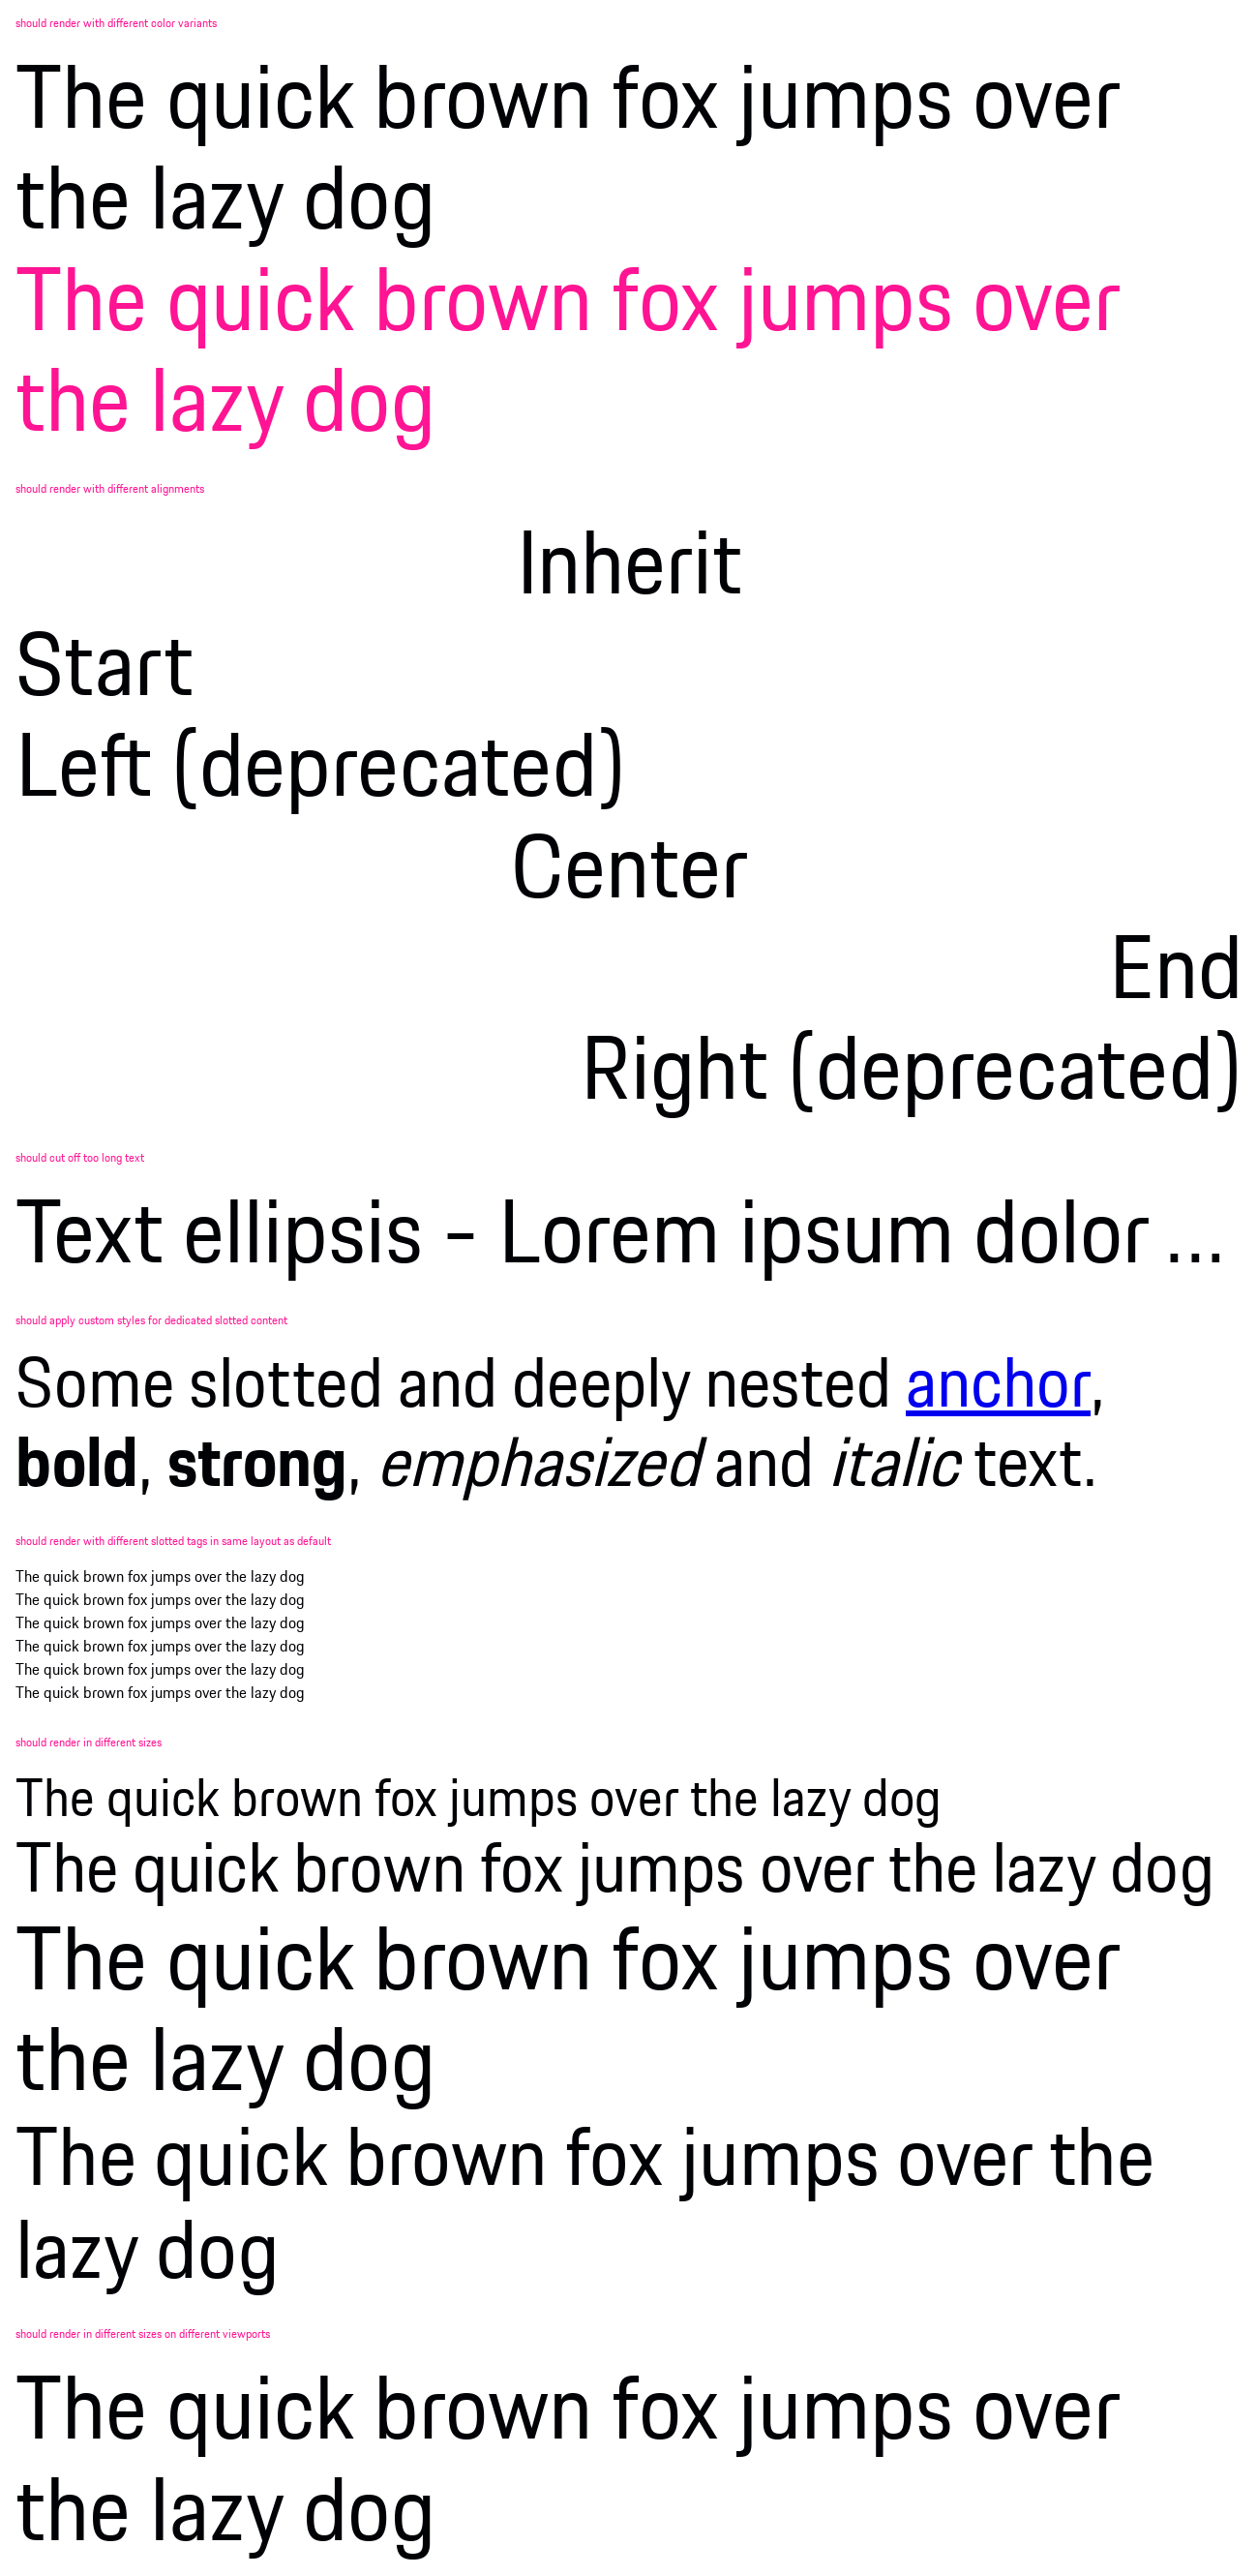 should render with different color variants
The quick brown fox jumps over
the lazy dog
The quick brown fox jumps over
the lazy dog
should render with different alignments
Inherit
Start
Left (deprecated)
Center
End
Right (deprecated)
should cut off too long text
Text ellipsis - Lorem ipsum dolor ...
should apply custom styles for dedicated slotted content
Some slotted and deeply nested anchor,
bold, strong, emphasized and italic text.
should render with different slotted tags in same layout as default
The quick brown fox jumps over the lazy dog
The quick brown fox jumps over the lazy dog
The quick brown fox jumps over the lazy dog
The quick brown fox jumps over the lazy dog
The quick brown fox jumps over the lazy dog
The quick brown fox jumps over the lazy dog
should render in different sizes
The quick brown fox jumps over the lazy dog
The quick brown fox jumps over the lazy dog
The quick brown fox jumps over
the lazy dog
The quick brown fox jumps over the
lazy dog
should render in different sizes on different viewports
The quick brown fox jumps over
the lazy dog